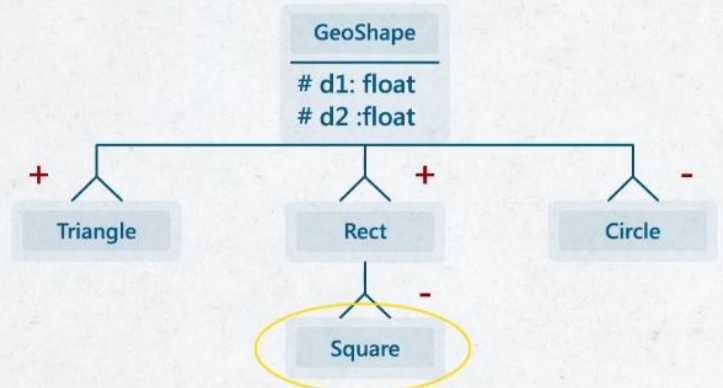 GeoShape
# d1: float
# d2 :float
+ + -
Triangle Rect Circle
-
Square